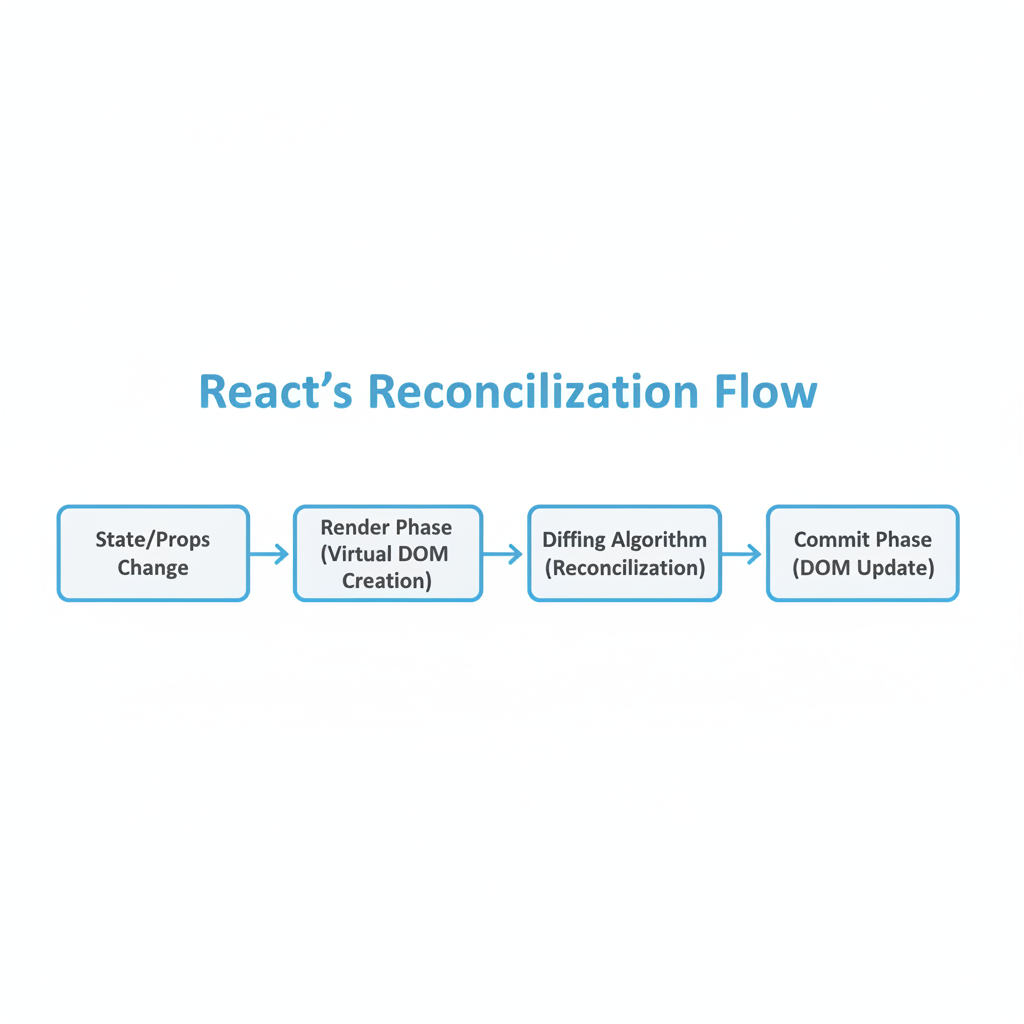 React’s Reconcilization Flow
State/Props
Change
Render Phase
(Virtual DOM
Creation)
Diffing Algorithm
(Reconcilization)
Commit Phase
(DOM Update)